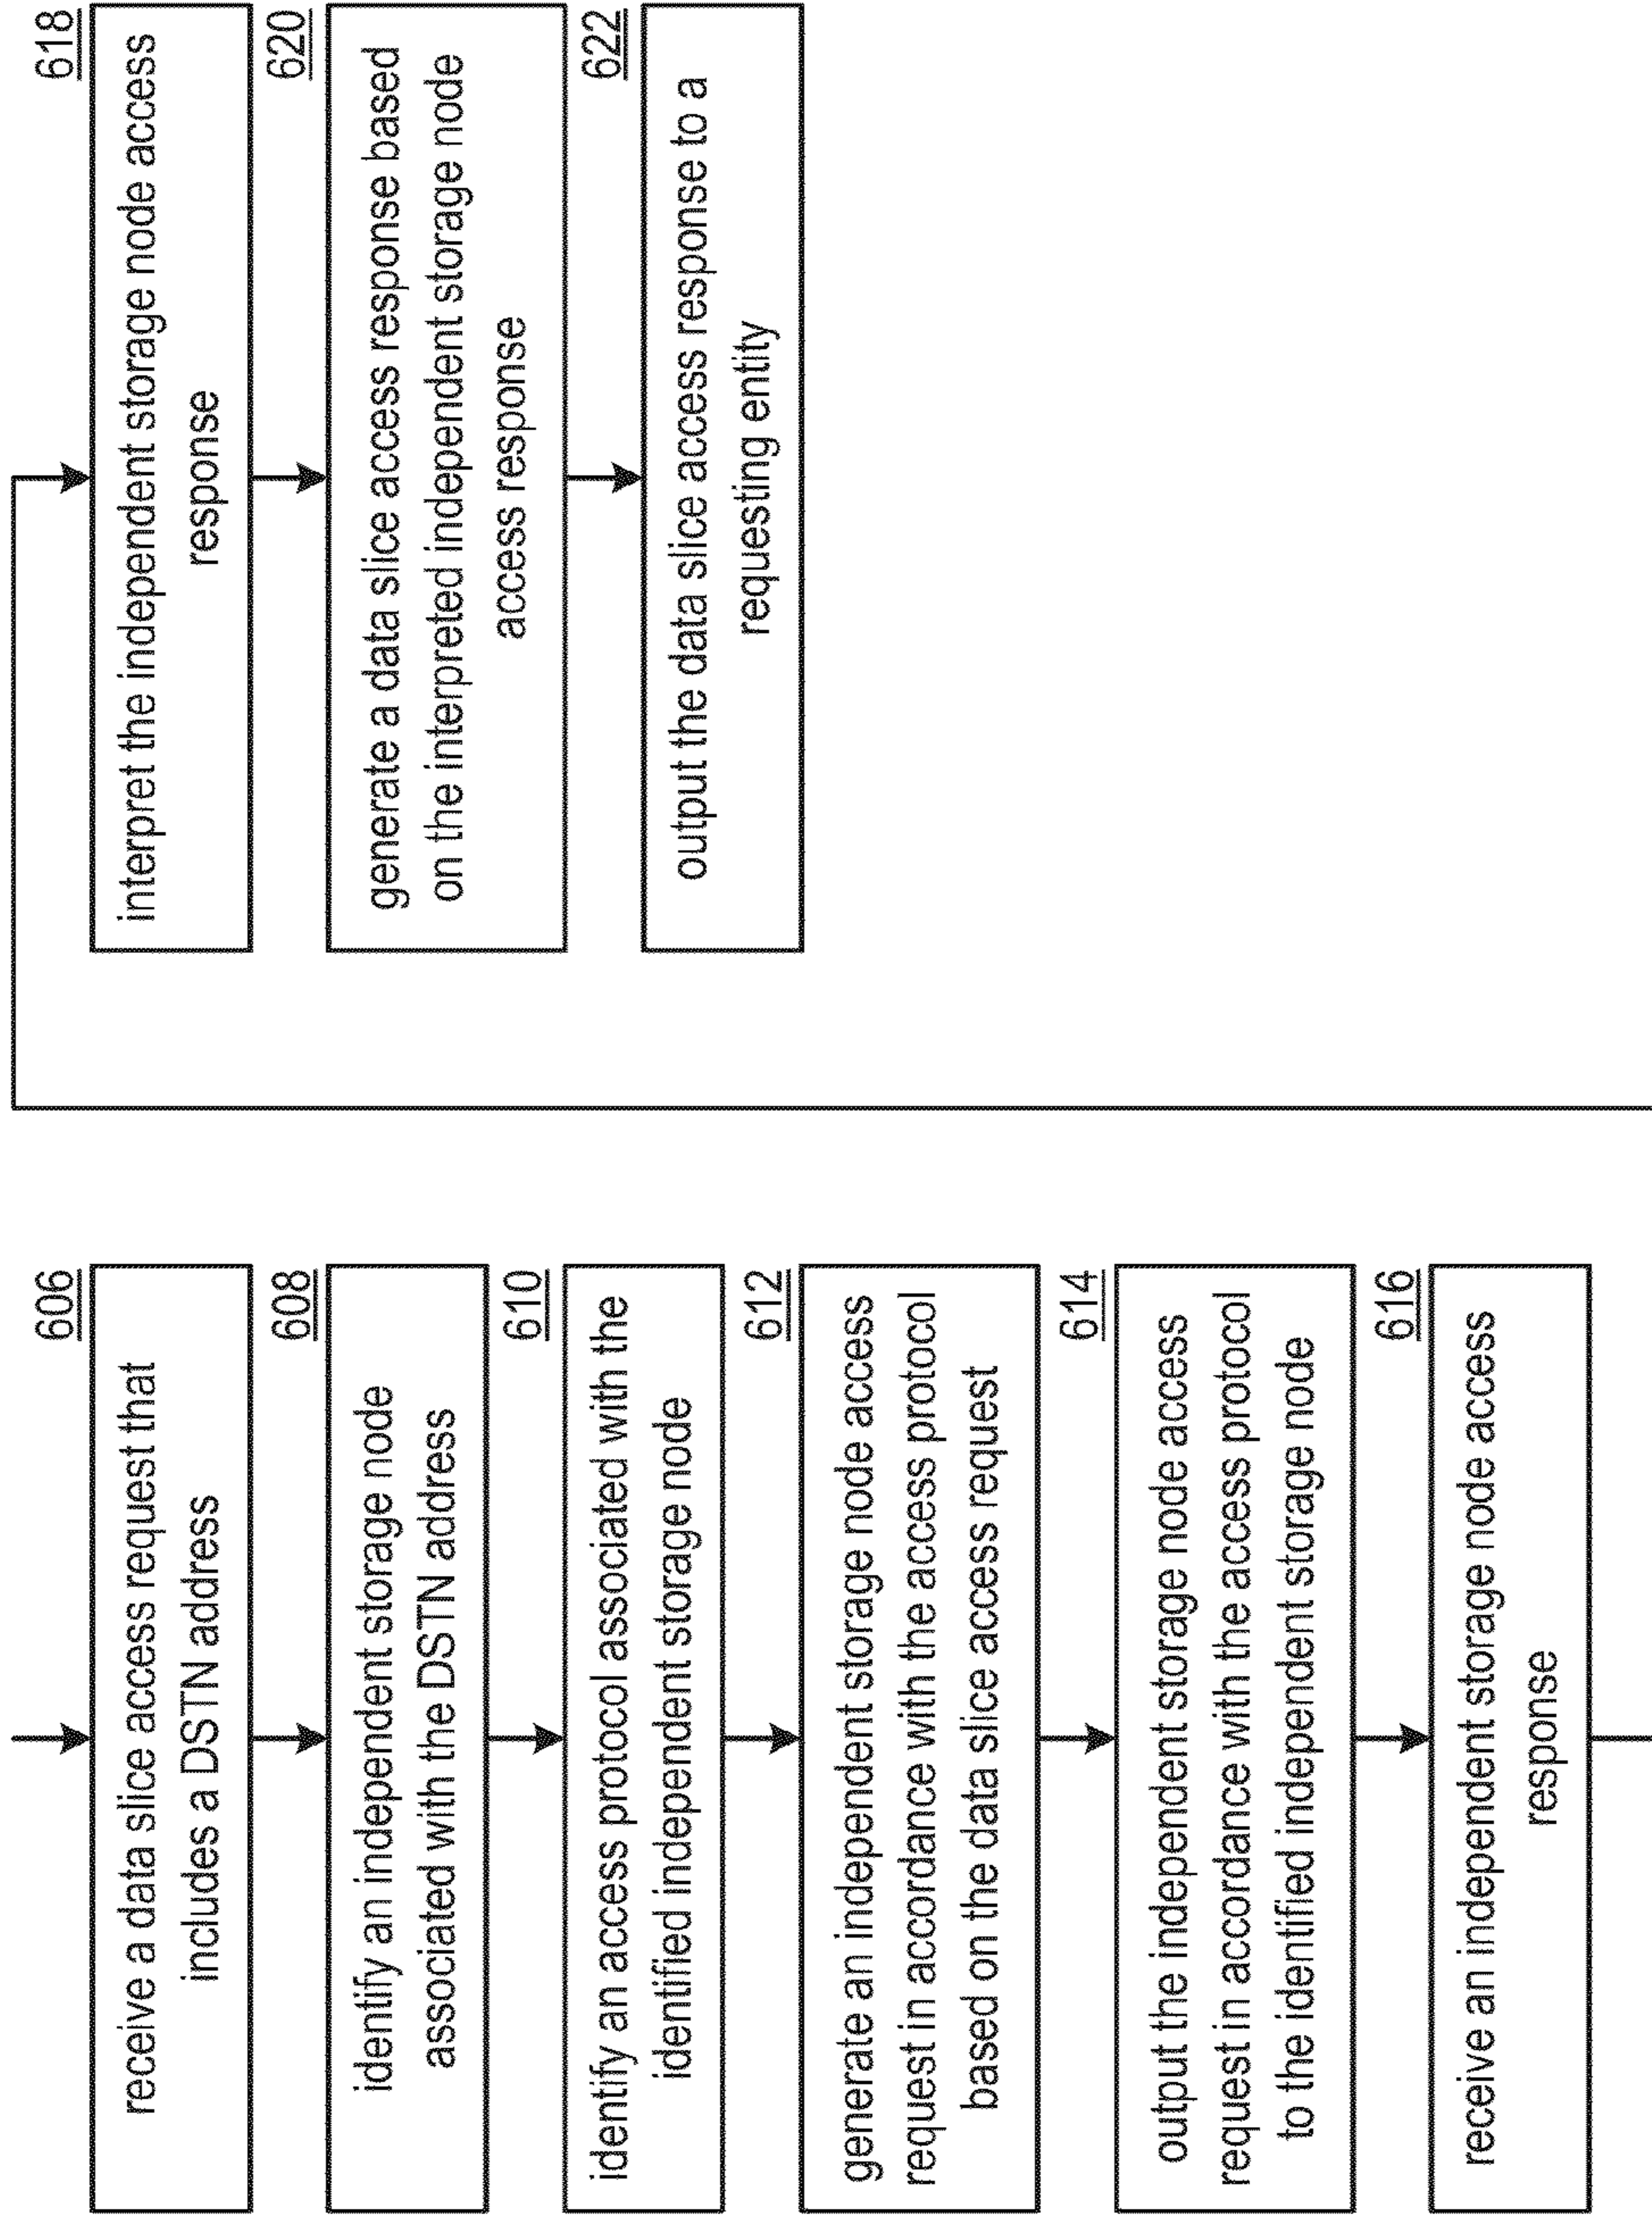 606
receive a data slice access request that
includes a DSTN address
608
identify an independent storage node
associated with the DSTN address
610
identify an access protocol associated with the
identified independent storage node
612
generate an independent storage node access
request in accordance with the access protocol
based on the data slice access request
614
output the independent storage node access
request in accordance with the access protocol
to the identified independent storage node
616
receive an independent storage node access
response
618
interpret the independent storage node access
response
620
generate a data slice access response based
on the interpreted independent storage node
access response
622
output the data slice access response to a
requesting entity